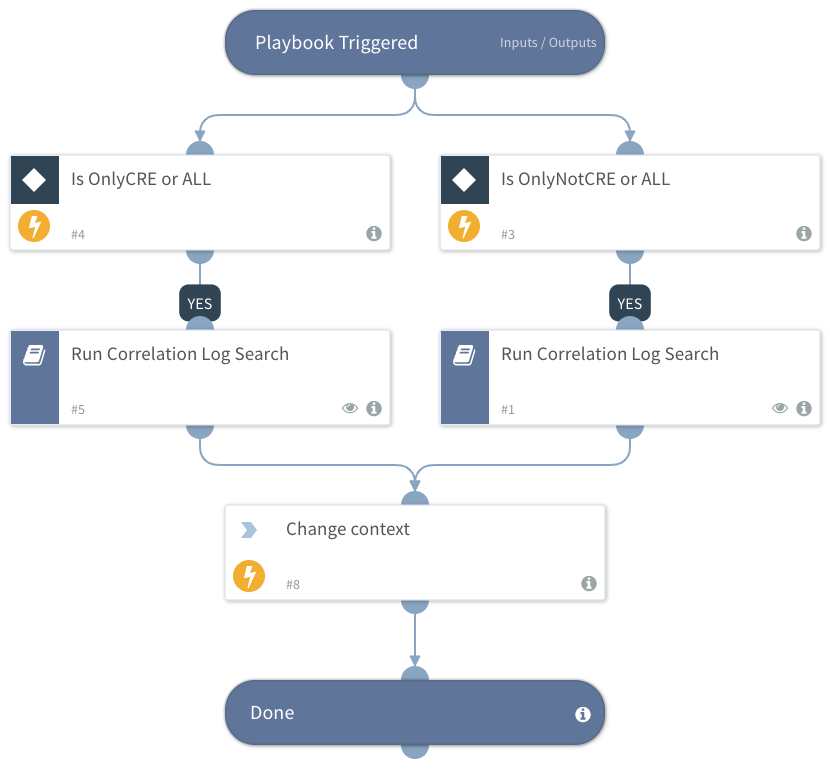 Playbook Triggered
Inputs / Outputs
Is OnlyCRE or ALL
#4
Is OnlyNotCRE or ALL
#3
YES
YES
Run Correlation Log Search
#5
Run Correlation Log Search
#1
Change context
#8
Done